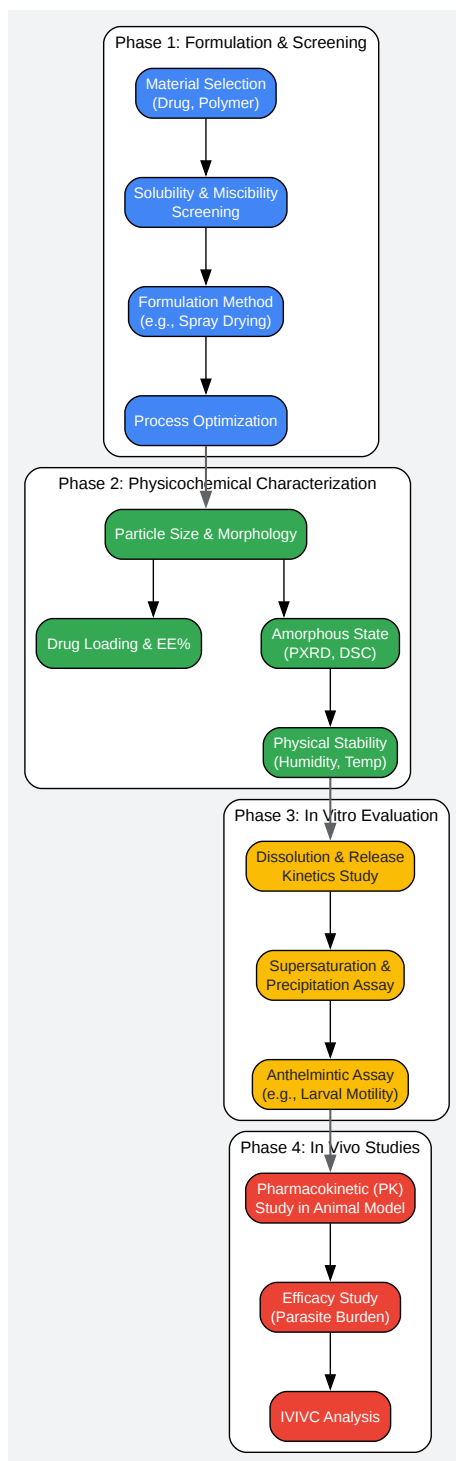 Phase 1: Formulation & Screening
Material Selection
(Drug, Polymer)
Solubility & Miscibility
Screening
Formulation Method
(e.g., Spray Drying)
Process Optimization
Phase 2: Physicochemical Characterization
Particle Size & Morphology
Drug Loading & EE%
Amorphous State
(PXRD, DSC)
Physical Stability
(Humidity, Temp)
Phase 3: In Vitro Evaluation
Dissolution & Release
Kinetics Study
Supersaturation &
Precipitation Assay
Anthelmintic Assay
(e.g., Larval Motility)
Phase 4: In Vivo Studies
Pharmacokinetic (PK)
Study in Animal Model
Efficacy Study
(Parasite Burden)
IVIVC Analysis